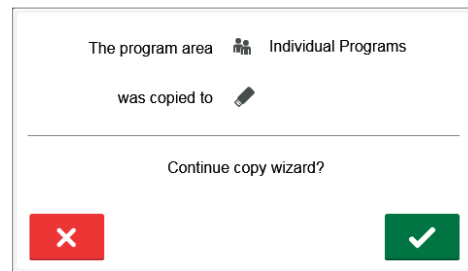 The program area Individual Programs
was copied to
Continue copy wizard?